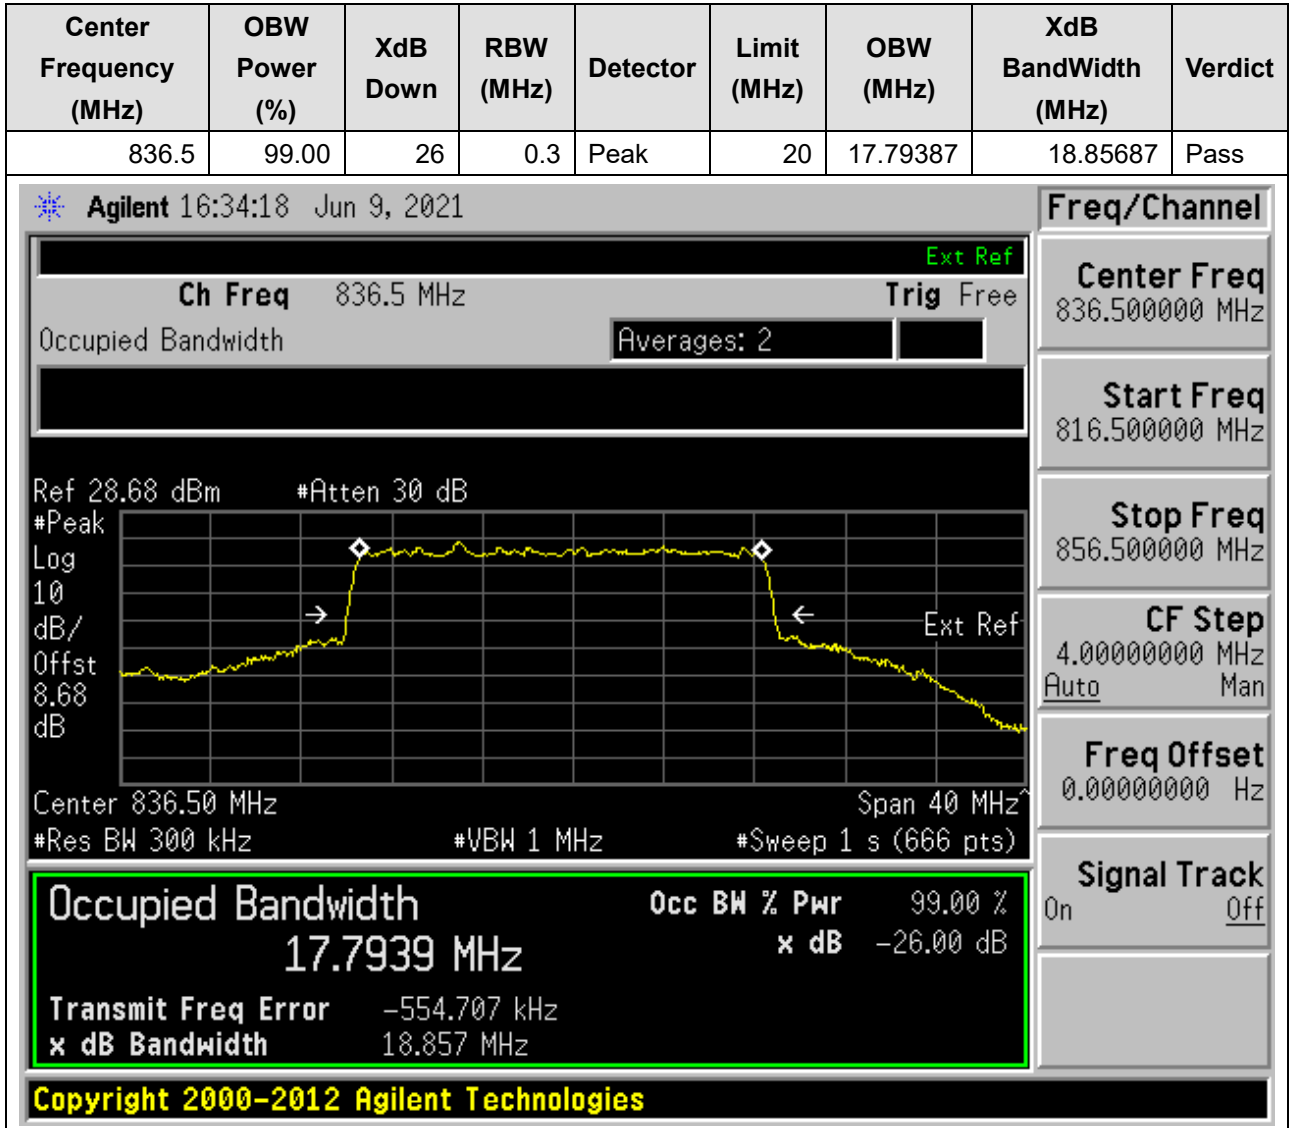 Center Frequency (MHz) OBW Power (%) XdB Down RBW (MHz) Detector Limit (MHz) OBW (MHz) XdB BandWidth (MHz) Verdict
836.5 99.00 26 0.3 Peak 20 17.79387 18.85687 Pass
Agilent 16:34:18 Jun 9, 2021
Ext Ref
Ch Freq 836.5 MHz Trig Free
Occupied Bandwidth Averages: 2
Ref 28.68 dBm #Atten 30 dB
#Peak
Log
10
dB/
Offst
8.68
dB
Ext Ref
Center 836.50 MHz Span 40 MHz^
#Res BW 300 kHz #VBW 1 MHz #Sweep 1 s (666 pts)
Occupied Bandwidth Occ BW % Pwr 99.00 %
17.7939 MHz x dB -26.00 dB
Transmit Freq Error -554.707 kHz
x dB Bandwidth 18.857 MHz
Copyright 2000-2012 Agilent Technologies
Freq/Channel
Center Freq
836.500000 MHz
Start Freq
816.500000 MHz
Stop Freq
856.500000 MHz
CF Step
4.00000000 MHz
Auto Man
Freq Offset
0.00000000 Hz
Signal Track
On Off